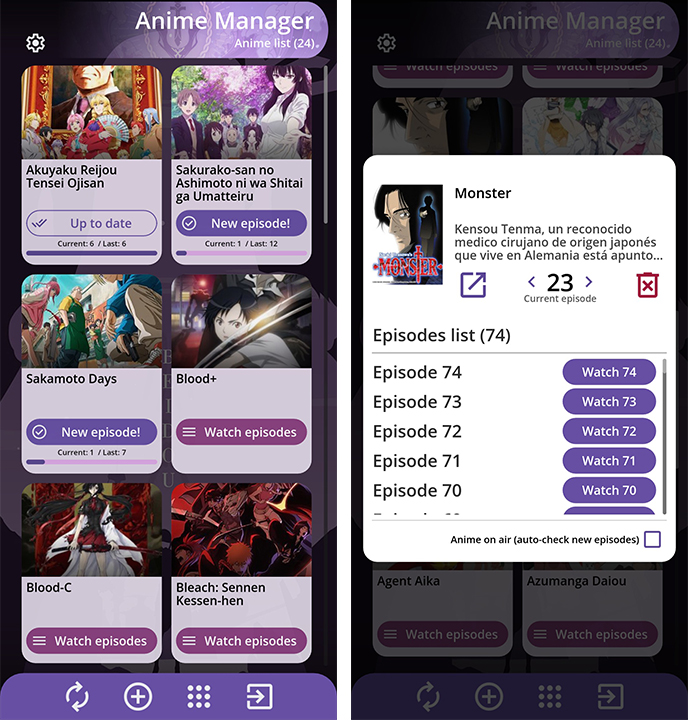 Anime Manager
Anime list (24)
Akuyaku Reijou
Tensei Ojisan
Up to date
Current: 6 / Last: 6
Sakurako-san no
Ashimoto ni wa Shitai
ga Umatteiru
New episode!
Current: 1 / Last: 12
Sakamoto Days
New episode!
Current: 1 / Last: 7
Blood+
Watch episodes
Blood-C
Watch episodes
Bleach: Sennen
Kessen-hen
Watch episodes
Anime Manager
Anime list (24)
Watch episodes
Watch episodes
MONSTER
Monster
Kensou Tenma, un reconocido
medico cirujano de origen japonés
que vive en Alemania está apunto...
23
Current episode
Episodes list (74)
Episode 74
Watch 74
Episode 73
Watch 73
Episode 72
Watch 72
Episode 71
Watch 71
Episode 70
Watch 70
Anime on air (auto-check new episodes)
Agent Aika
Watch episodes
Azumanga Daiou
Watch episodes